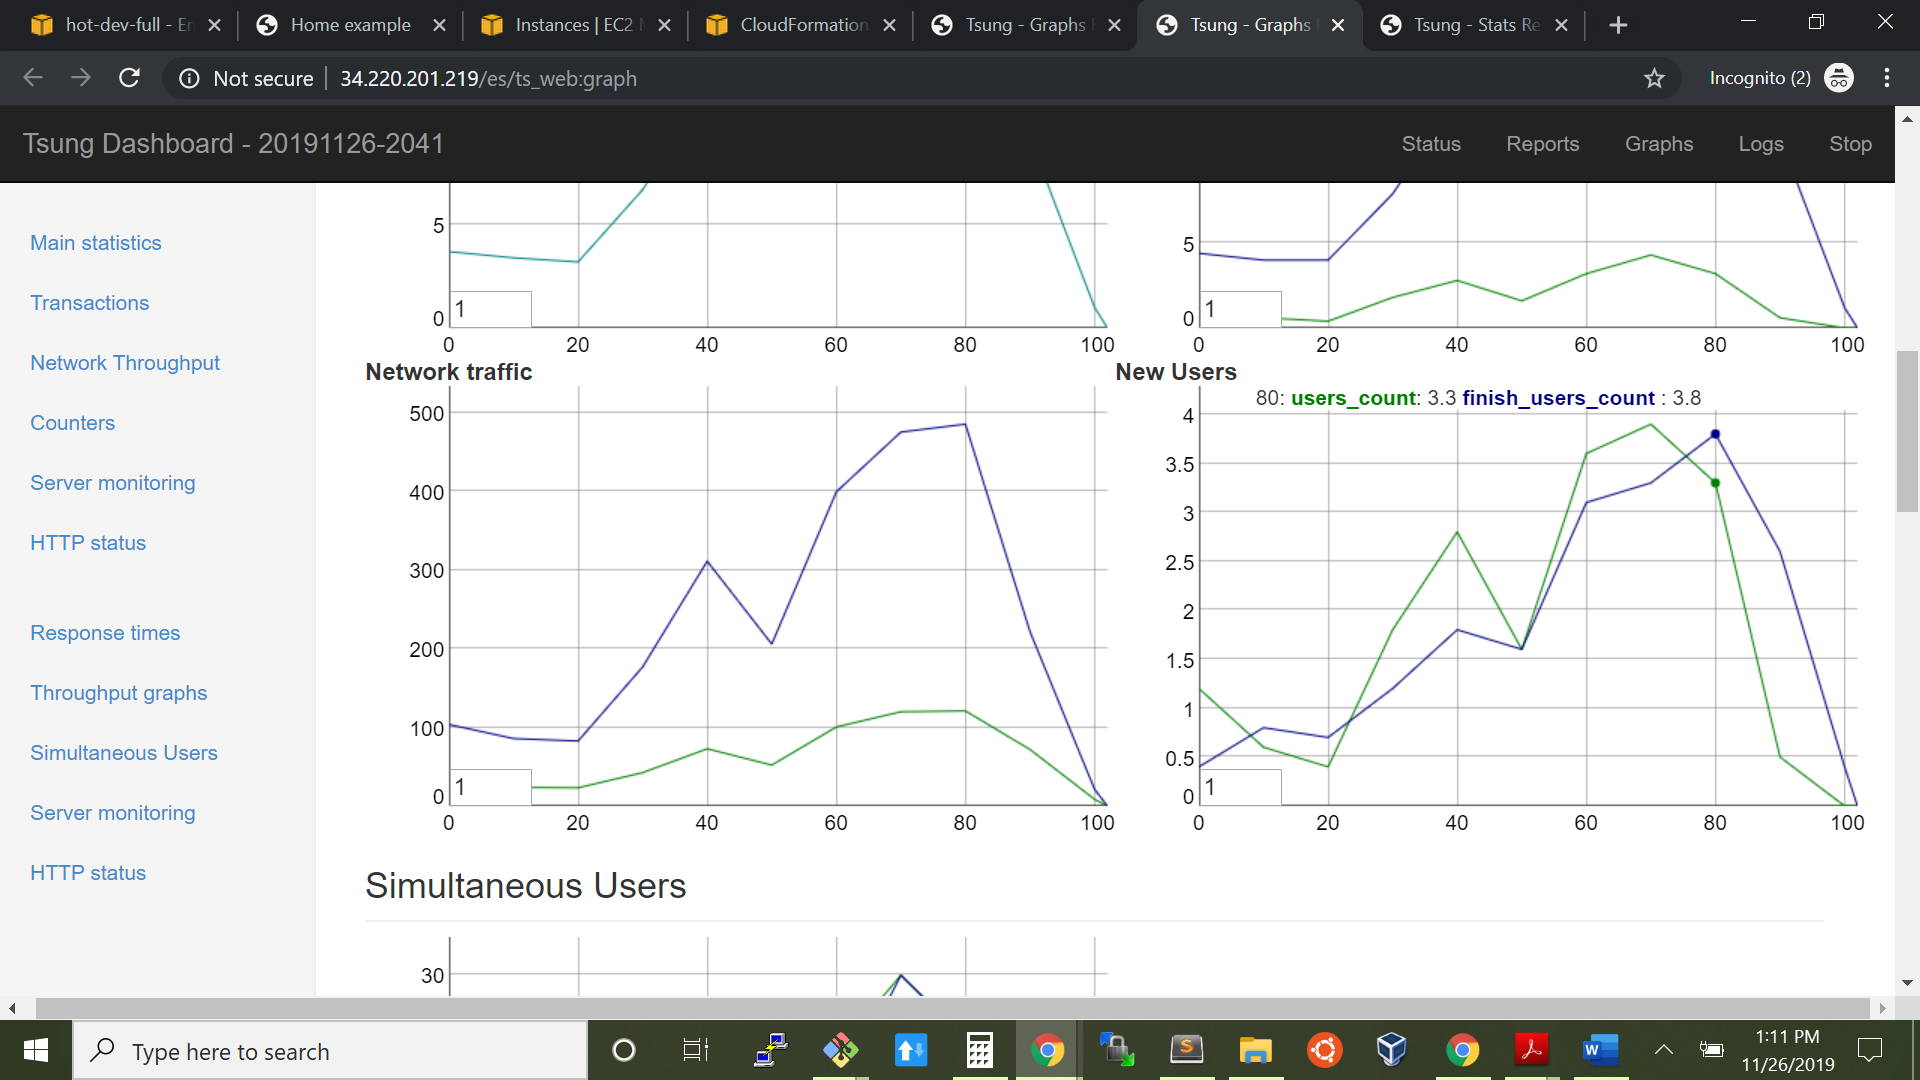 hot-dev-full - En
Home example
Instances | EC2 M
CloudFormation
Tsung - Graphs
Tsung - Graphs
Tsung - Stats Re
Not secure
34.220.201.219/es/ts_web:graph
Incognito (2)
Tsung Dashboard - 20191126-2041
Status
Reports
Graphs
Logs
Stop
Main statistics
Transactions
Network Throughput
Counters
Server monitoring
HTTP status
Response times
Throughput graphs
Simultaneous Users
Server monitoring
HTTP status
5
0
1
0 20 40 60 80 100
5
0
1
0 20 40 60 80 100
Network traffic
500
400
300
200
100
0
1
0 20 40 60 80 100
New Users
80: users_count: 3.3 finish_users_count : 3.8
4
3.5
3
2.5
2
1.5
1
0.5
0
1
0 20 40 60 80 100
Simultaneous Users
30
Type here to search
1:11 PM
11/26/2019